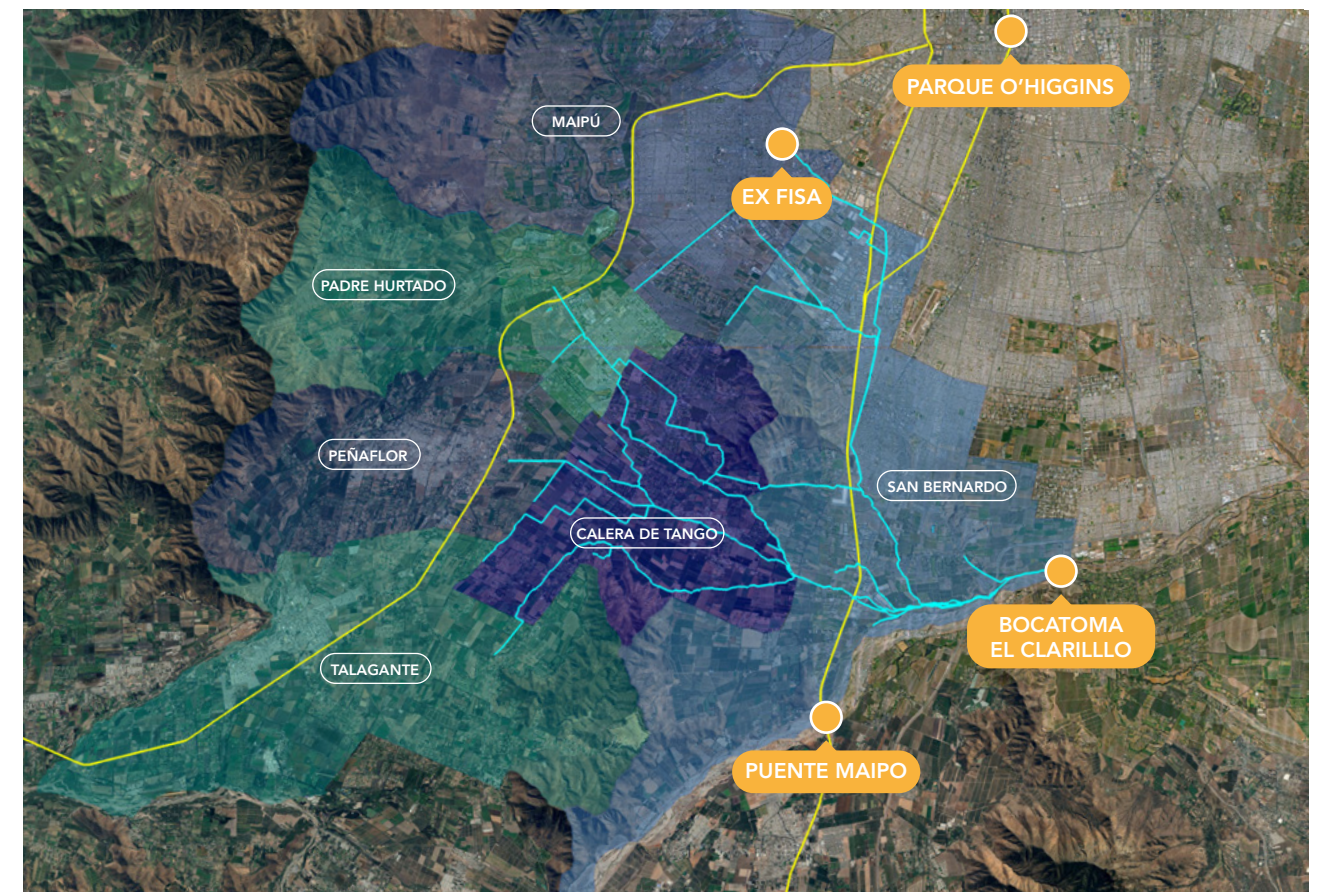 PARQUE O'HIGGINS
MAIPÚ
EX FISA
PADRE HURTADO
PEÑAFLOR
SAN BERNARDO
CALERA DE TANGO
BOCATOMA
EL CLARILLLO
TALAGANTE
PUENTE MAIPO